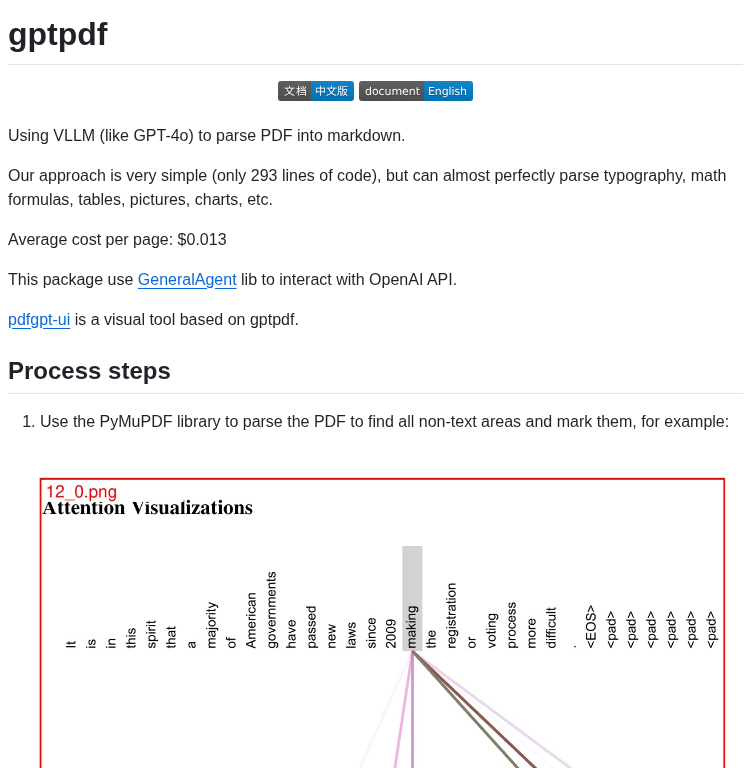 gptpdf
文档 中文版 document English
Using VLLM (like GPT-4o) to parse PDF into markdown.
Our approach is very simple (only 293 lines of code), but can almost perfectly parse typography, math
formulas, tables, pictures, charts, etc.
Average cost per page: $0.013
This package use GeneralAgent lib to interact with OpenAI API.
pdfgpt-ui is a visual tool based on gptpdf.
Process steps
1. Use the PyMuPDF library to parse the PDF to find all non-text areas and mark them, for example:
12_0.png
Attention Visualizations
It
is
in
this
spirit
that
a
majority
of
American
governments
have
passed
new
laws
since
2009
making
the
registration
or
voting
process
more
difficult
.
<EOS>
<pad>
<pad>
<pad>
<pad>
<pad>
<pad>